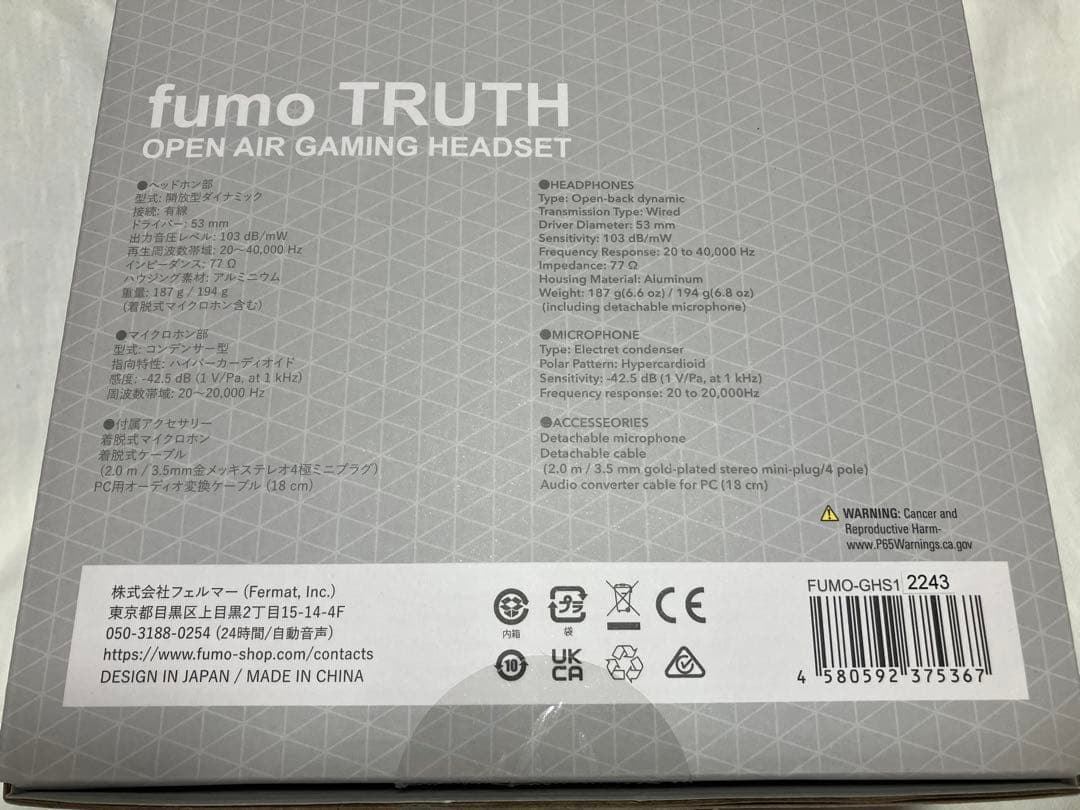 fumo TRUTH
OPEN AIR GAMING HEADSET
●ヘッドホン部
型式: 開放型ダイナミック
接続: 有線
ドライバー: 53 mm
出力音圧レベル: 103 dB/mW
再生周波数帯域: 20〜40,000 Hz
インピーダンス: 77 Ω
ハウジング素材: アルミニウム
重量: 187 g / 194 g
(着脱式マイクロホン含む)
●マイクロホン部
型式: コンデンサー型
指向特性: ハイパーカーディオイド
感度: -42.5 dB (1 V/Pa, at 1 kHz)
周波数帯域: 20〜20,000 Hz
●付属アクセサリー
着脱式マイクロホン
着脱式ケーブル
(2.0 m / 3.5mm金メッキステレオ4極ミニプラグ)
PC用オーディオ変換ケーブル (18 cm)
●HEADPHONES
Type: Open-back dynamic
Transmission Type: Wired
Driver Diameter: 53 mm
Sensitivity: 103 dB/mW
Frequency Response: 20 to 40,000 Hz
Impedance: 77 Ω
Housing Material: Aluminum
Weight: 187 g(6.6 oz) / 194 g(6.8 oz)
(including detachable microphone)
●MICROPHONE
Type: Electret condenser
Polar Pattern: Hypercardioid
Sensitivity: -42.5 dB (1 V/Pa, at 1 kHz)
Frequency response: 20 to 20,000Hz
●ACCESSORIES
Detachable microphone
Detachable cable
(2.0 m / 3.5 mm gold-plated stereo mini-plug/4 pole)
Audio converter cable for PC (18 cm)
WARNING: Cancer and
Reproductive Harm-
www.P65Warnings.ca.gov
株式会社フェルマー (Fermat, Inc.)
東京都目黒区上目黒2丁目15-14-4F
050-3188-0254 (24時間/自動音声)
https://www.fumo-shop.com/contacts
DESIGN IN JAPAN / MADE IN CHINA
内箱
プラ
袋
CE
10
UK
CA
FUMO-GHS1 2243
4 580592 375367